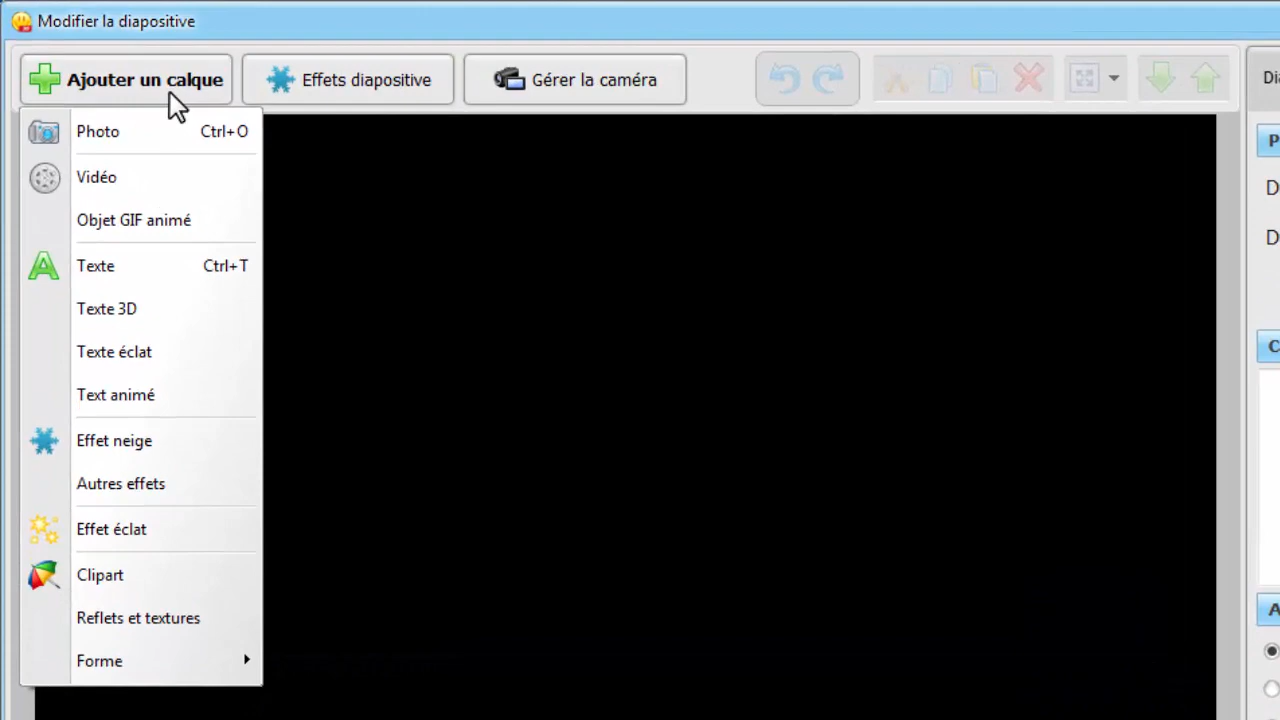 Modifier la diapositive
Ajouter un calque
Effets diapositive
Gérer la caméra
Photo Ctrl+O
Vidéo
Objet GIF animé
Texte Ctrl+T
Texte 3D
Texte éclat
Text animé
Effet neige
Autres effets
Effet éclat
Clipart
Reflets et textures
Forme